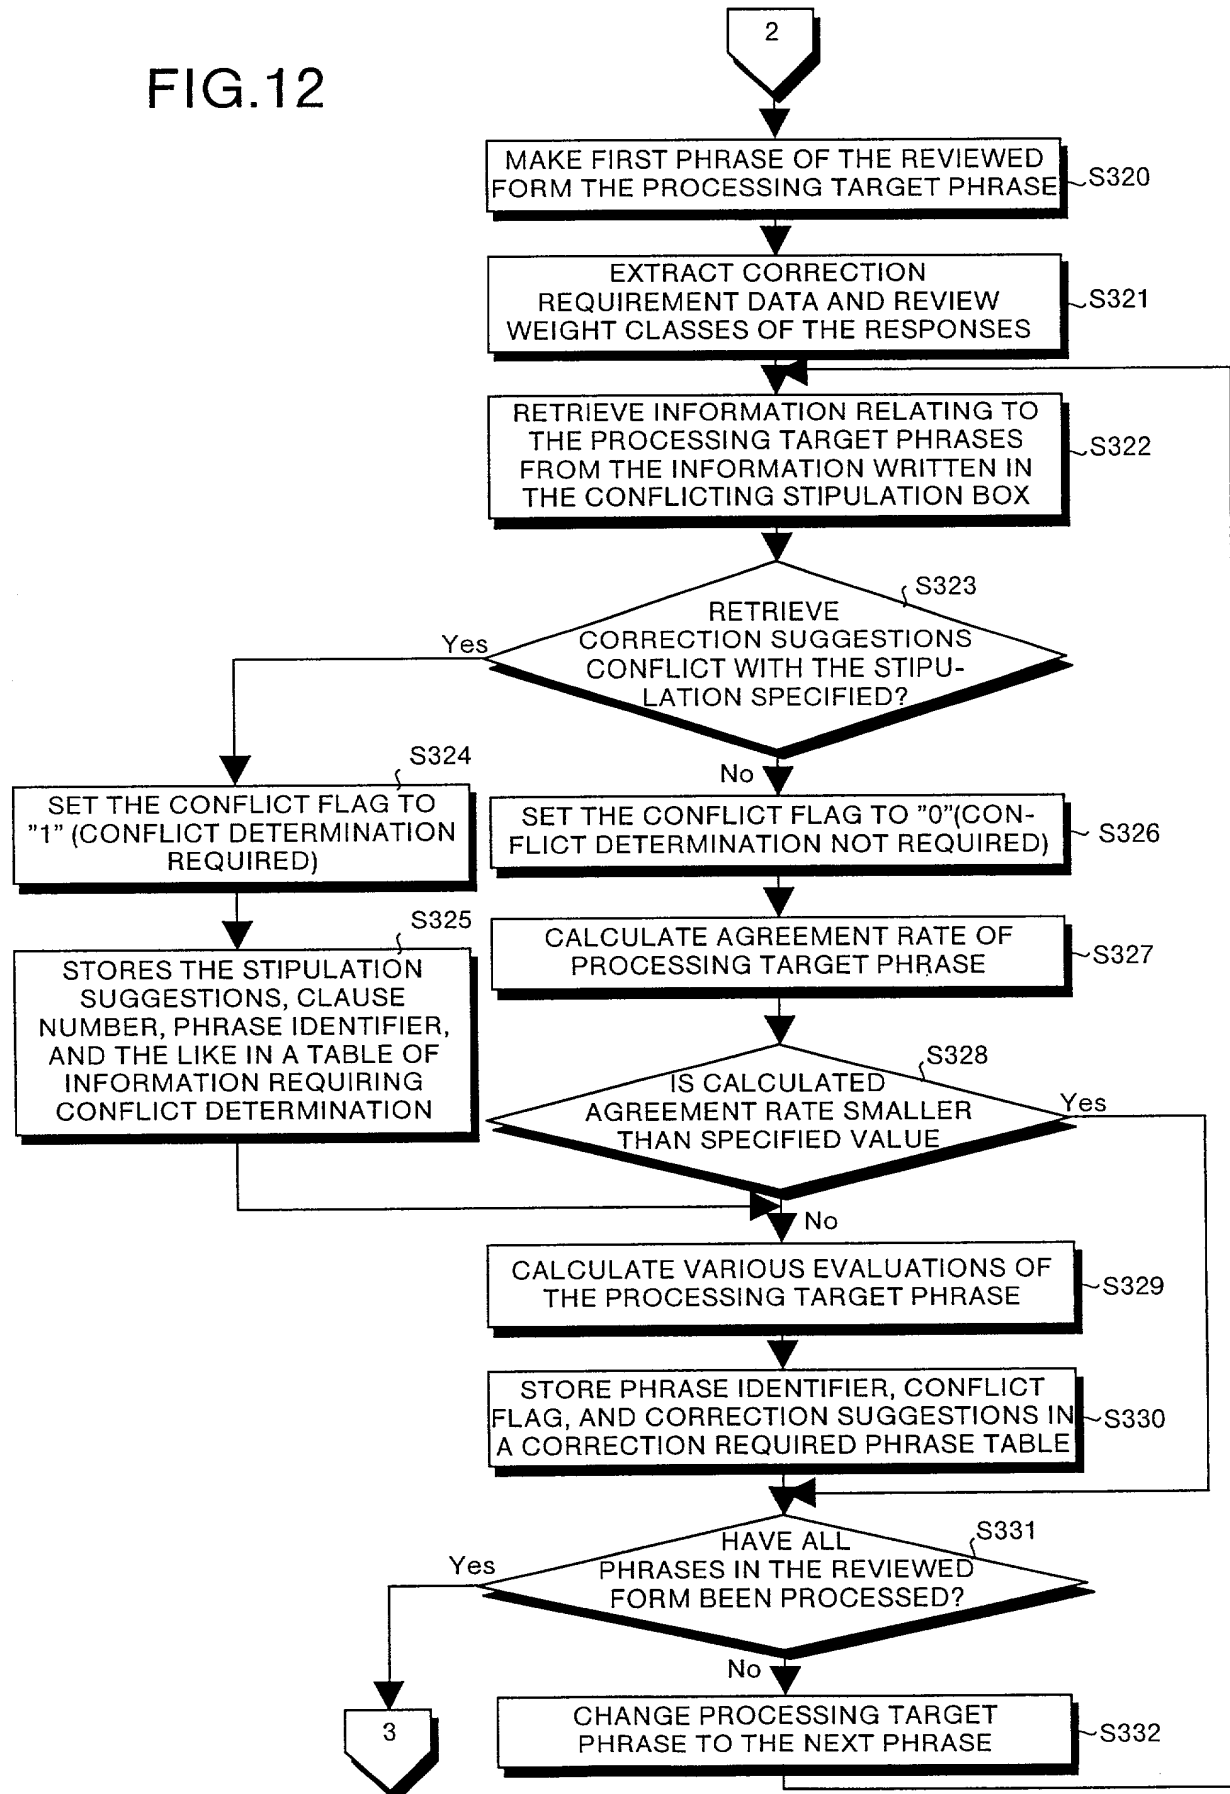 2
FIG.12
MAKE FIRST PHRASE OF THE REVIEWED
FORM THE PROCESSING TARGET PHRASE
S320
EXTRACT CORRECTION
REQUIREMENT DATA AND REVIEW
WEIGHT CLASSES OF THE RESPONSES
S321
RETRIEVE INFORMATION RELATING TO
THE PROCESSING TARGET PHRASES
FROM THE INFORMATION WRITTEN IN
THE CONFLICTING STIPULATION BOX
S322
S323
RETRIEVE
CORRECTION SUGGESTIONS
CONFLICT WITH THE STIPU-
LATION SPECIFIED?
Yes
No
S324
SET THE CONFLICT FLAG TO
"1" (CONFLICT DETERMINATION
REQUIRED)
SET THE CONFLICT FLAG TO "0"(CON-
FLICT DETERMINATION NOT REQUIRED)
S326
S325
STORES THE STIPULATION
SUGGESTIONS, CLAUSE
NUMBER, PHRASE IDENTIFIER,
AND THE LIKE IN A TABLE OF
INFORMATION REQUIRING
CONFLICT DETERMINATION
CALCULATE AGREEMENT RATE OF
PROCESSING TARGET PHRASE
S327
S328
IS CALCULATED
AGREEMENT RATE SMALLER
THAN SPECIFIED VALUE
Yes
No
CALCULATE VARIOUS EVALUATIONS OF
THE PROCESSING TARGET PHRASE
S329
STORE PHRASE IDENTIFIER, CONFLICT
FLAG, AND CORRECTION SUGGESTIONS IN
A CORRECTION REQUIRED PHRASE TABLE
S330
S331
HAVE ALL
PHRASES IN THE REVIEWED
FORM BEEN PROCESSED?
Yes
No
3
CHANGE PROCESSING TARGET
PHRASE TO THE NEXT PHRASE
S332